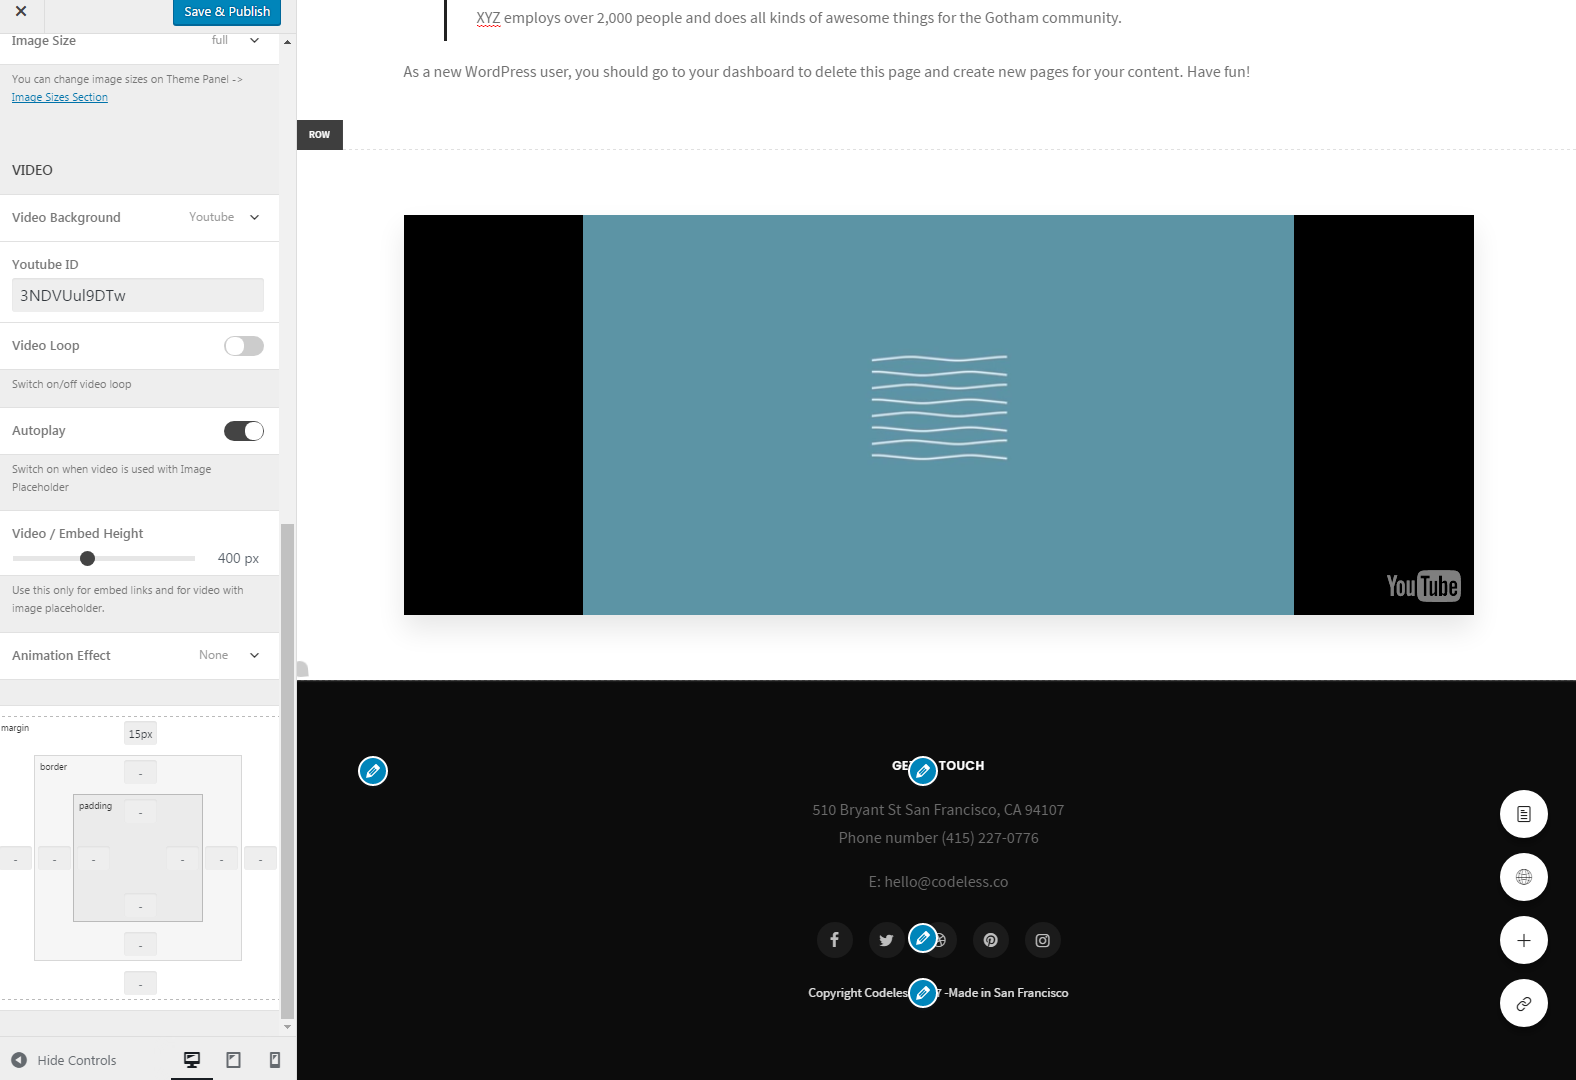 Save & Publish
Image Size
full
You can change image sizes on Theme Panel ->
Image Sizes Section
VIDEO
Video Background
Youtube
Youtube ID
3NDVUul9DTw
Video Loop
Switch on/off video loop
Autoplay
Switch on when video is used with Image
Placeholder
Video / Embed Height
400 px
Use this only for embed links and for video with
image placeholder.
Animation Effect
None
margin
15px
border
-
padding
-
-
-
-
-
-
-
-
-
-
Hide Controls
XYZ employs over 2,000 people and does all kinds of awesome things for the Gotham community.
As a new WordPress user, you should go to your dashboard to delete this page and create new pages for your content. Have fun!
ROW
YouTube
TOUCH
510 Bryant St San Francisco, CA 94107
Phone number (415) 227-0776
E: hello@codeless.co
Copyright 7 -Made in San Francisco